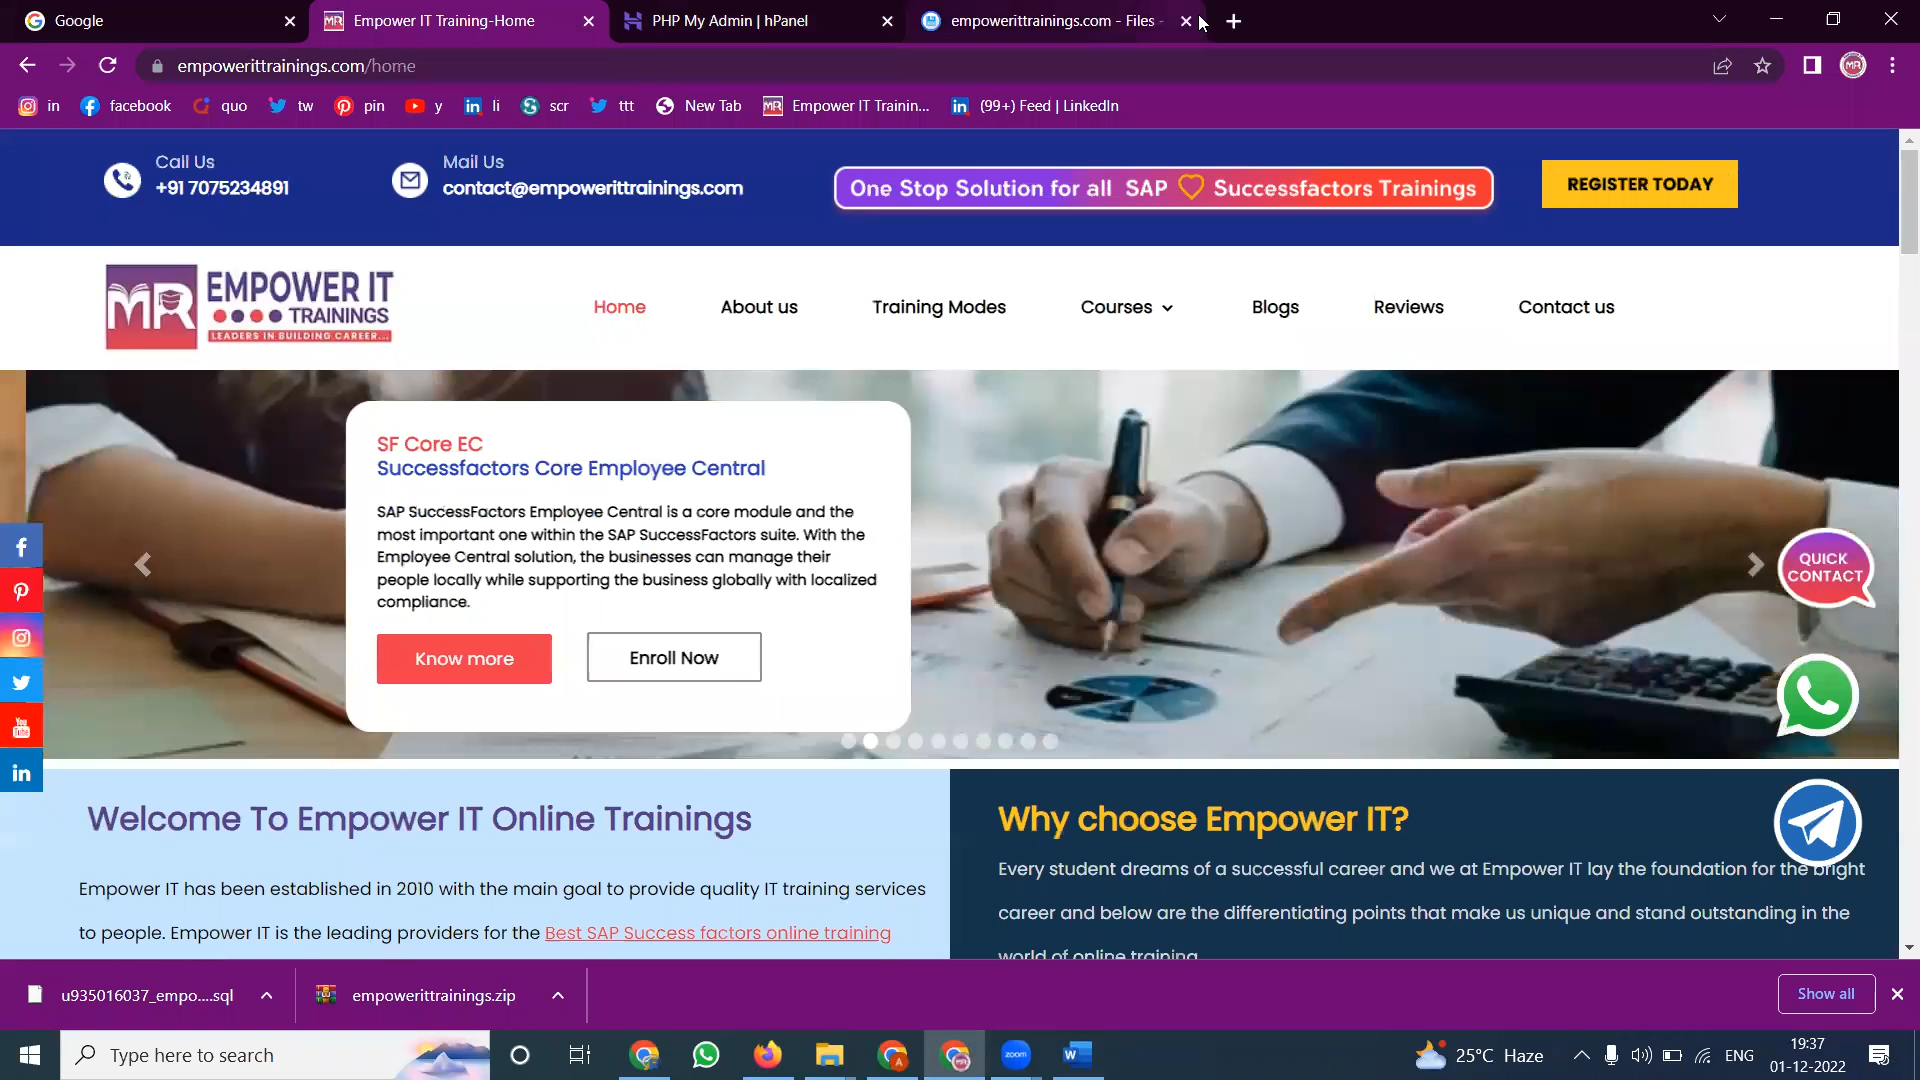 Google
Empower IT Training-Home
PHP My Admin | hPanel
empowerittrainings.com - Files -
empowerittrainings.com/home
in
facebook
quo
tw
pin
y
li
scr
ttt
New Tab
Empower IT Trainin...
(99+) Feed | LinkedIn
Call Us
+91 7075234891
Mail Us
contact@empowerittrainings.com
One Stop Solution for all SAP Successfactors Trainings
REGISTER TODAY
MR EMPOWER IT
TRAININGS
LEADERS IN BUILDING CAREER...
Home
About us
Training Modes
Courses
Blogs
Reviews
Contact us
SF Core EC
Successfactors Core Employee Central
SAP SuccessFactors Employee Central is a core module and the
most important one within the SAP SuccessFactors suite. With the
Employee Central solution, the businesses can manage their
people locally while supporting the business globally with localized
compliance.
Know more
Enroll Now
QUICK
CONTACT
You
Tube
Welcome To Empower IT Online Trainings
Empower IT has been established in 2010 with the main goal to provide quality IT training services
to people. Empower IT is the leading providers for the Best SAP Success factors online training
Why choose Empower IT?
Every student dreams of a successful career and we at Empower IT lay the foundation for the bright
career and below are the differentiating points that make us unique and stand outstanding in the
world of online training
u935016037_empo....sql
empowerittrainings.zip
Show all
Type here to search
zoom
25°C Haze
ENG
19:37
01-12-2022